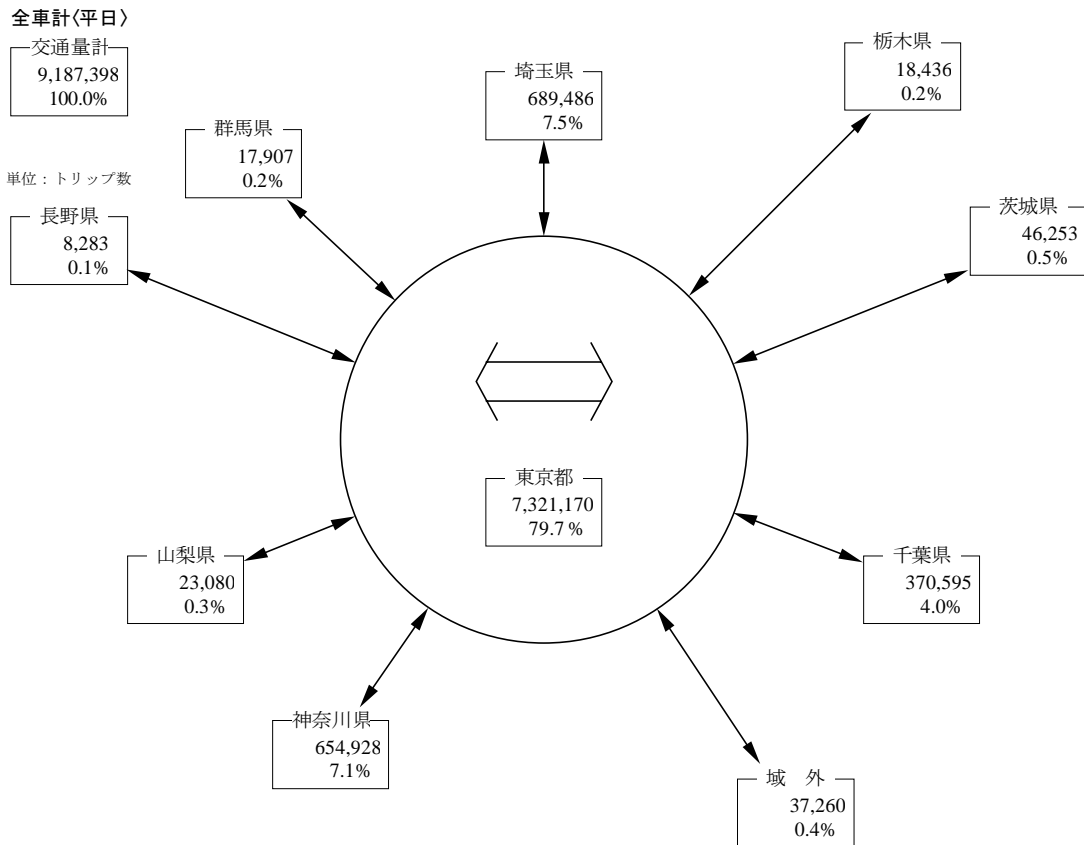 全車計〈平日〉
交通量計
9,187,398
100.0%
単位：トリップ数
埼玉県
689,486
7.5%
栃木県
18,436
0.2%
群馬県
17,907
0.2%
長野県
8,283
0.1%
茨城県
46,253
0.5%
東京都
7,321,170
79.7%
山梨県
23,080
0.3%
千葉県
370,595
4.0%
神奈川県
654,928
7.1%
域　外
37,260
0.4%